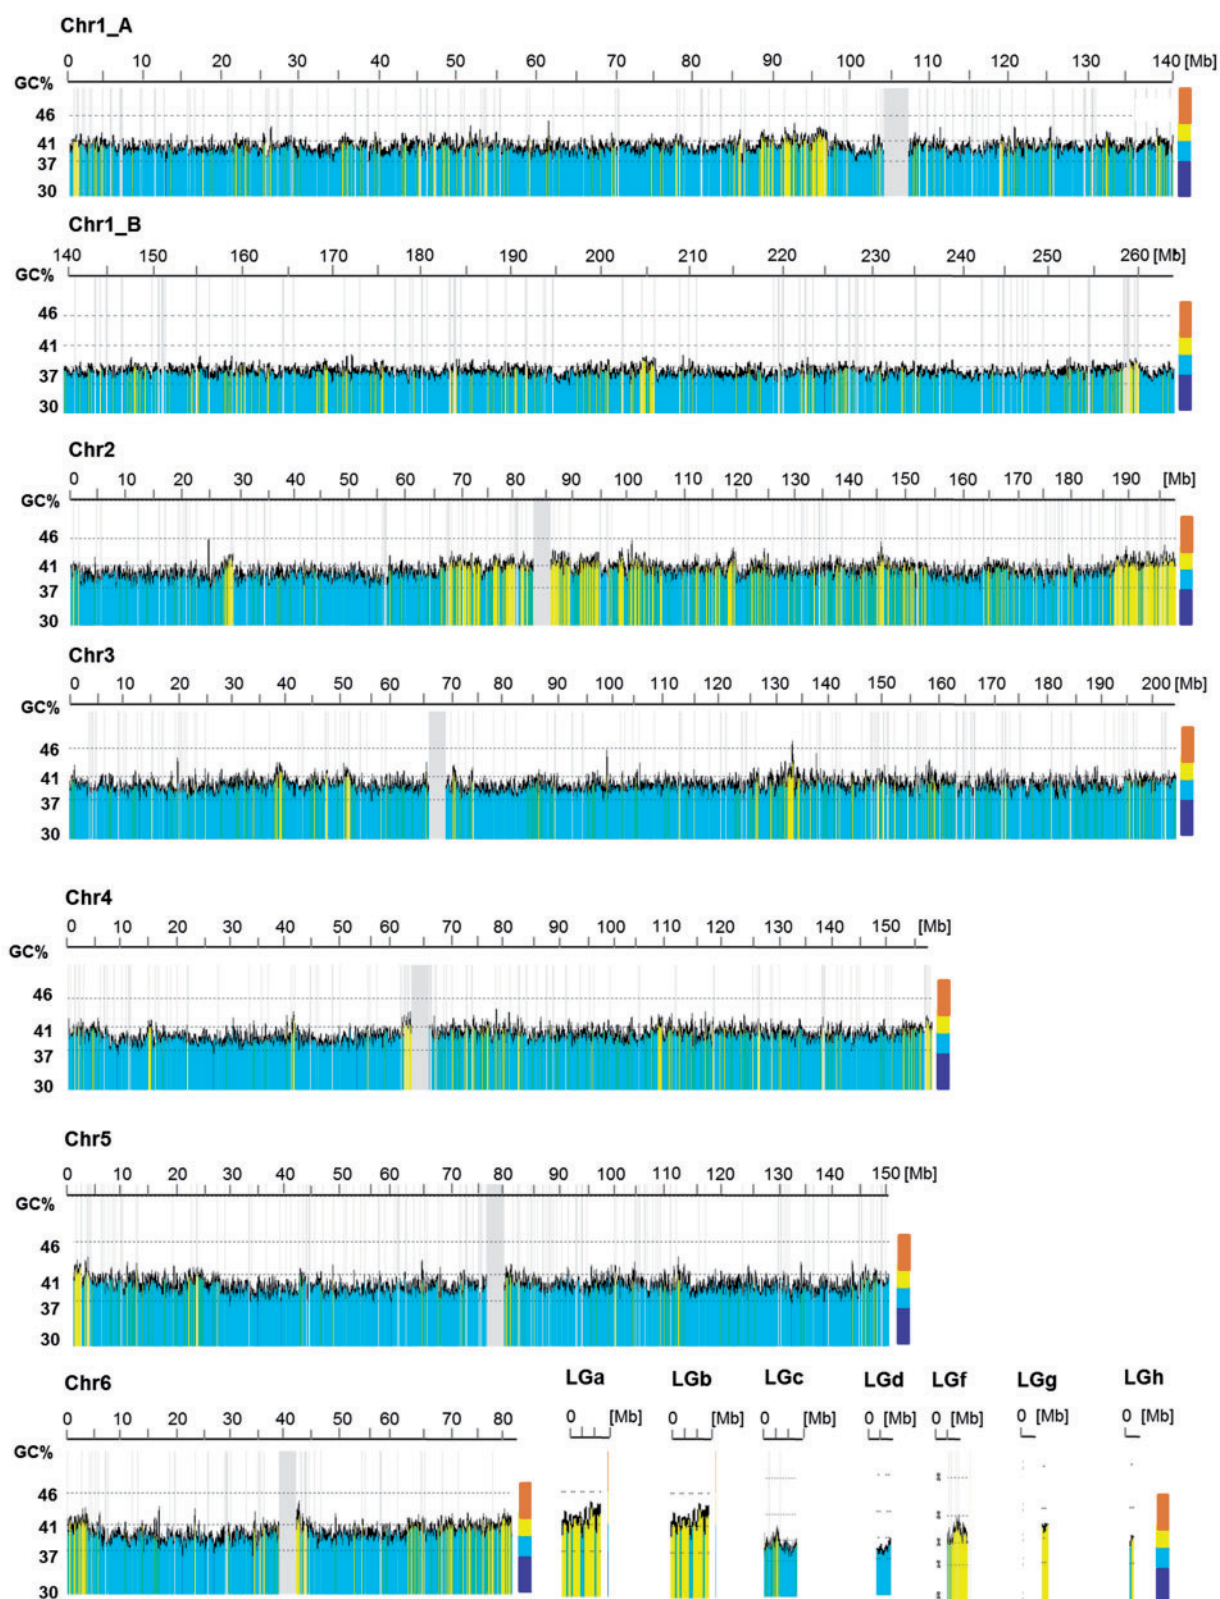 Chr1_A
0 10 20 30 40 50 60 70 80 90 100 110 120 130 140 [Mb]
GC%
46
41
37
30
Chr1_B
140 150 160 170 180 190 200 210 220 230 240 250 260 [Mb]
GC%
46
41
37
30
Chr2
0 10 20 30 40 50 60 70 80 90 100 110 120 130 140 150 160 170 180 190 [Mb]
GC%
46
41
37
30
Chr3
0 10 20 30 40 50 60 70 80 90 100 110 120 130 140 150 160 170 180 190 200 [Mb]
GC%
46
41
37
30
Chr4
0 10 20 30 40 50 60 70 80 90 100 110 120 130 140 150 [Mb]
GC%
46
41
37
30
Chr5
0 10 20 30 40 50 60 70 80 90 100 110 120 130 140 150 [Mb]
GC%
46
41
37
30
Chr6 LGa LGb LGc LGd LGf LGg LGh
0 10 20 30 40 50 60 70 80 0 [Mb] 0 [Mb] 0 [Mb] 0 [Mb] 0 [Mb] 0 [Mb] 0 [Mb]
GC%
46
41
37
30